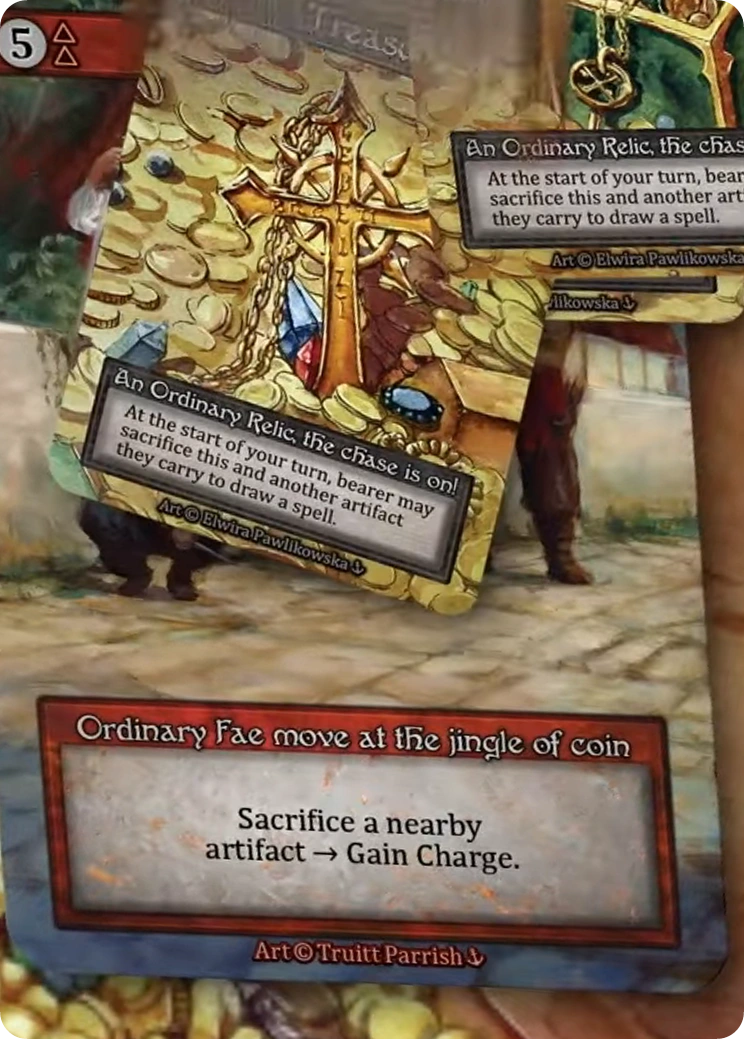 5
Treasu
An Ordinary Relic, the chas
At the start of your turn, bear
sacrifice this and another art
they carry to draw a spell.
Art © Elwira Pawlikowska
wlikowska
An Ordinary Relic, the chase is on!
At the start of your turn, bearer may
sacrifice this and another artifact
they carry to draw a spell.
Art © Elwira Pawlikowska
Ordinary Fae move at the jingle of coin
Sacrifice a nearby
artifact → Gain Charge.
Art © Truitt Parrish